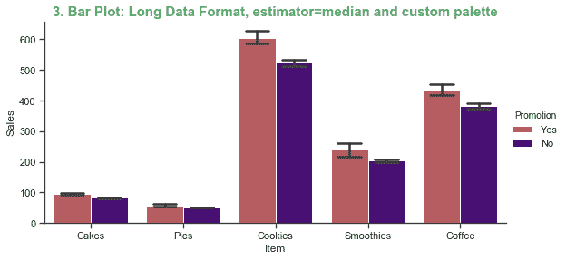 3. Bar Plot: Long Data Format, estimator=median and custom palette
600
500
400
300
200
100
0
Sales
Cakes
Pies
Cookies
Smoothies
Coffee
Item
Promotion
Yes
No